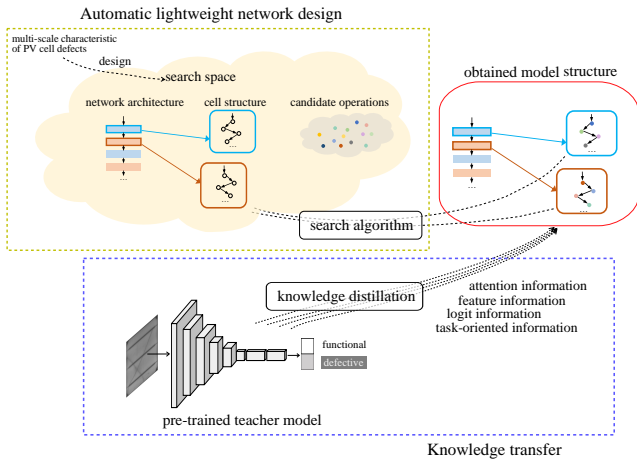 Automatic lightweight network design
multi-scale characteristic
of PV cell defects
design
search space
network architecture
cell structure
candidate operations
...
...
...
search algorithm
obtained model structure
...
...
...
knowledge distillation
attention information
feature information
logit information
task-oriented information
functional
defective
pre-trained teacher model
Knowledge transfer